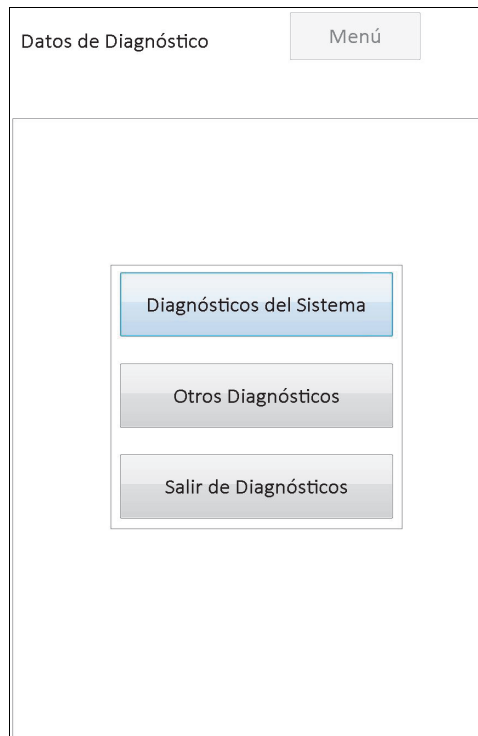 Datos de Diagnóstico
Menú
Diagnósticos del Sistema
Otros Diagnósticos
Salir de Diagnósticos